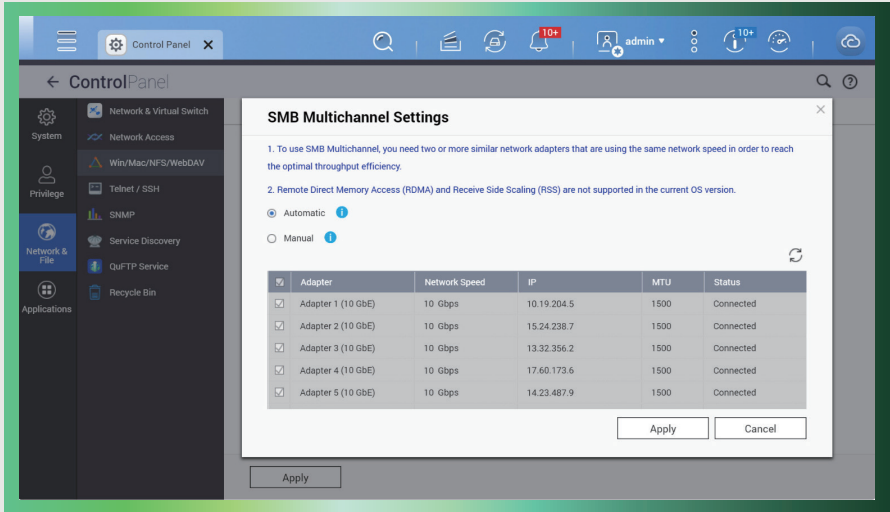 Control Panel
10+
admin
10+
ControlPanel
System
Privilege
Network &
File
Applications
Network & Virtual Switch
Network Access
Win/Mac/NFS/WebDAV
Telnet / SSH
SNMP
Service Discovery
QuFTP Service
Recycle Bin
SMB Multichannel Settings
1. To use SMB Multichannel, you need two or more similar network adapters that are using the same network speed in order to reach
the optimal throughput efficiency.
2. Remote Direct Memory Access (RDMA) and Receive Side Scaling (RSS) are not supported in the current OS version.
Automatic
Manual
Adapter Network Speed IP MTU Status
Adapter 1 (10 GbE) 10 Gbps 10.19.204.5 1500 Connected
Adapter 2 (10 GbE) 10 Gbps 15.24.238.7 1500 Connected
Adapter 3 (10 GbE) 10 Gbps 13.32.356.2 1500 Connected
Adapter 4 (10 GbE) 10 Gbps 17.60.173.6 1500 Connected
Adapter 5 (10 GbE) 10 Gbps 14.23.487.9 1500 Connected
Apply
Cancel
Apply